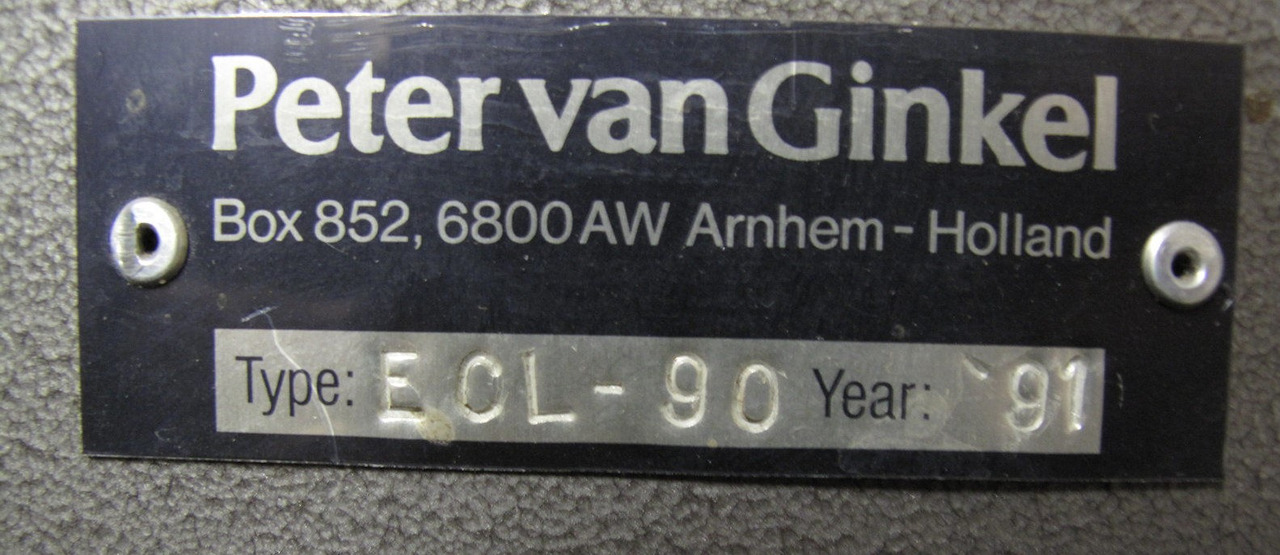 Peter van Ginkel
Box 852, 6800 AW Arnhem - Holland
Type: ECL-90 Year: '91